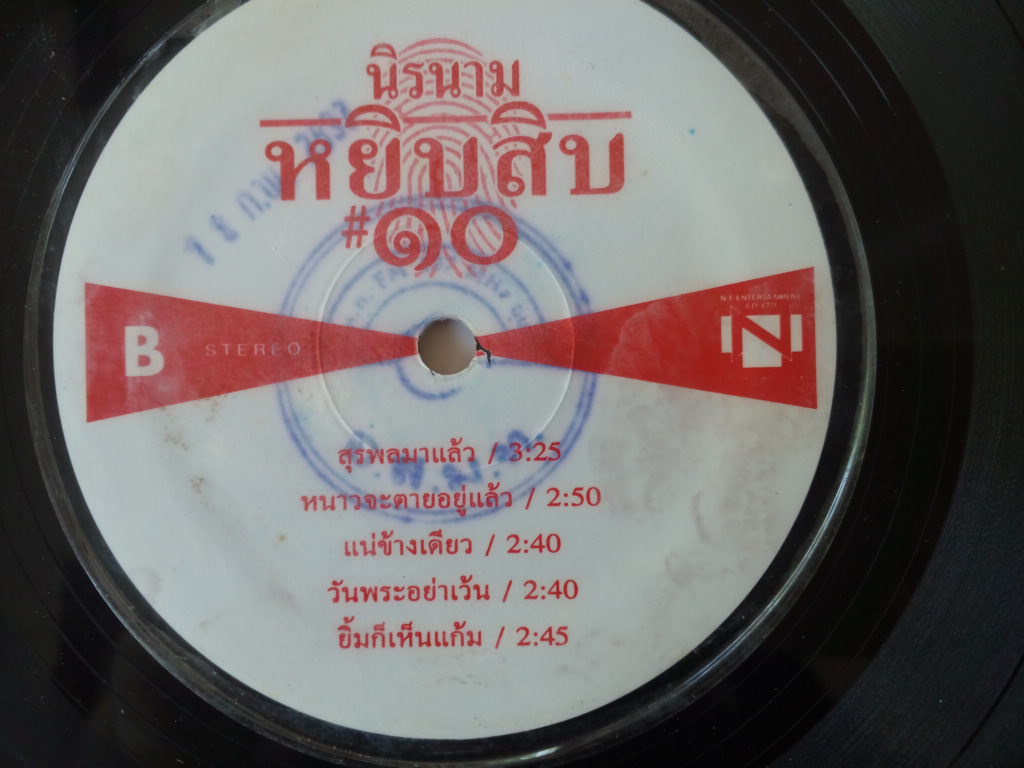 นิรนาม
หยิบสิบ
#๑๐
B
STEREO
N.T. ENTERTAINMENT
CO.LTD.
N
สุรพลมาแล้ว / 3:25
หนาวจะตายอยู่แล้ว / 2:50
แน่ข้างเดียว / 2:40
วันพระอย่าเว้น / 2:40
ยิ้มก็เห็นแก้ม / 2:45